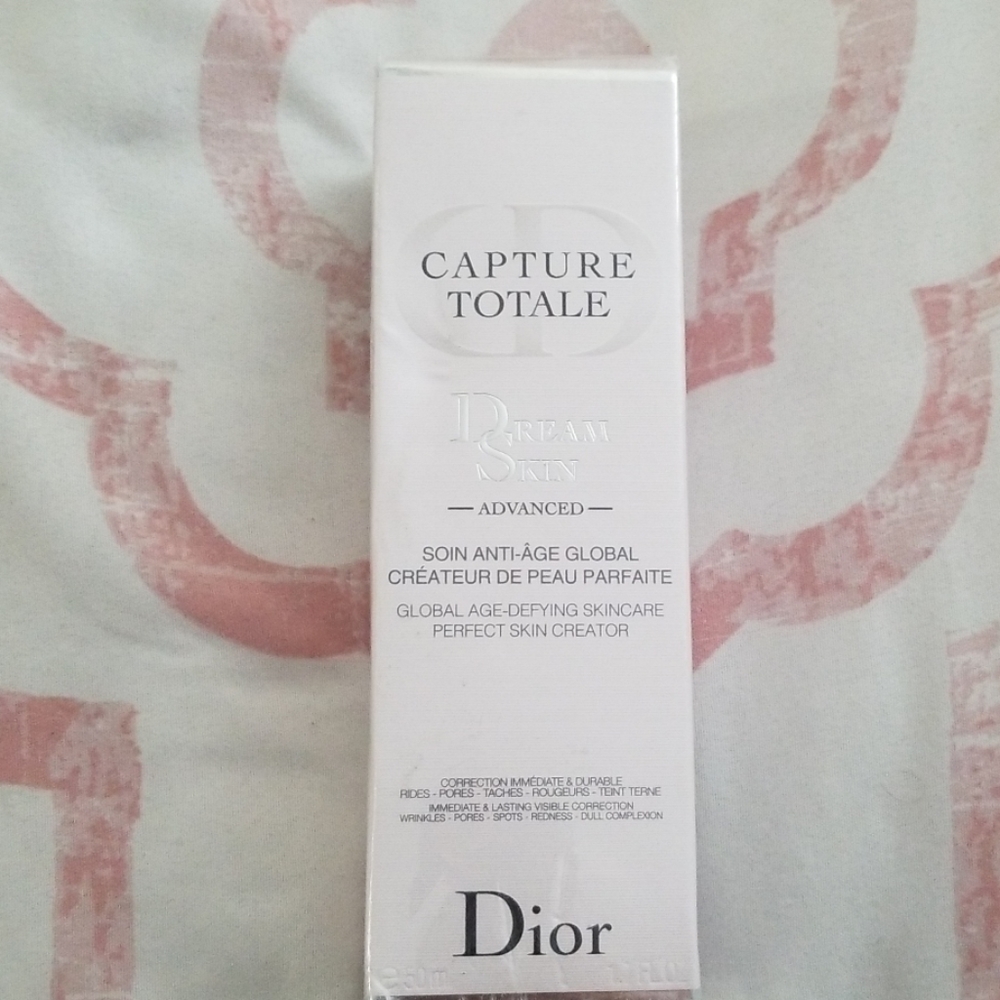 CAPTURE
TOTALE
DREAM
SKIN
ADVANCED
SOIN ANTI-ÂGE GLOBAL
CRÉATEUR DE PEAU PARFAITE
GLOBAL AGE-DEFYING SKINCARE
PERFECT SKIN CREATOR
CORRECTION IMMÉDIATE & DURABLE
RIDES - PORES - TACHES - ROUGEURS - TEINT TERNE
IMMEDIATE & LASTING VISIBLE CORRECTION
WRINKLES - PORES - SPOTS - REDNESS - DULL COMPLEXION
Dior